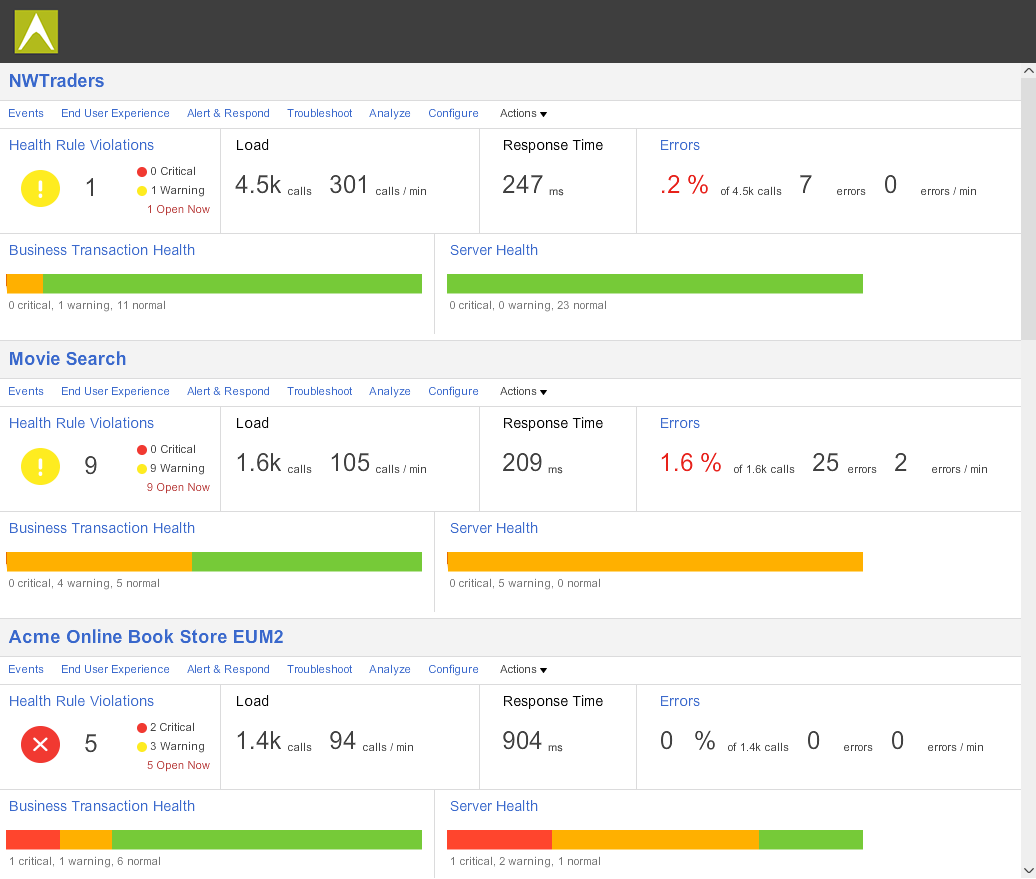 NWTraders
Events End User Experience Alert & Respond Troubleshoot Analyze Configure Actions
Health Rule Violations Load Response Time Errors
0 Critical
1 4.5k calls 301 calls / min 247 ms .2 % of 4.5k calls 7 errors 0 errors / min
1 Warning
1 Open Now
Business Transaction Health Server Health
0 critical, 1 warning, 11 normal 0 critical, 0 warning, 23 normal
Movie Search
Events End User Experience Alert & Respond Troubleshoot Analyze Configure Actions
Health Rule Violations Load Response Time Errors
0 Critical
9 1.6k calls 105 calls / min 209 ms 1.6 % of 1.6k calls 25 errors 2 errors / min
9 Warning
9 Open Now
Business Transaction Health Server Health
0 critical, 4 warning, 5 normal 0 critical, 5 warning, 0 normal
Acme Online Book Store EUM2
Events End User Experience Alert & Respond Troubleshoot Analyze Configure Actions
Health Rule Violations Load Response Time Errors
2 Critical
5 1.4k calls 94 calls / min 904 ms 0 % of 1.4k calls 0 errors 0 errors / min
3 Warning
5 Open Now
Business Transaction Health Server Health
1 critical, 1 warning, 6 normal 1 critical, 2 warning, 1 normal